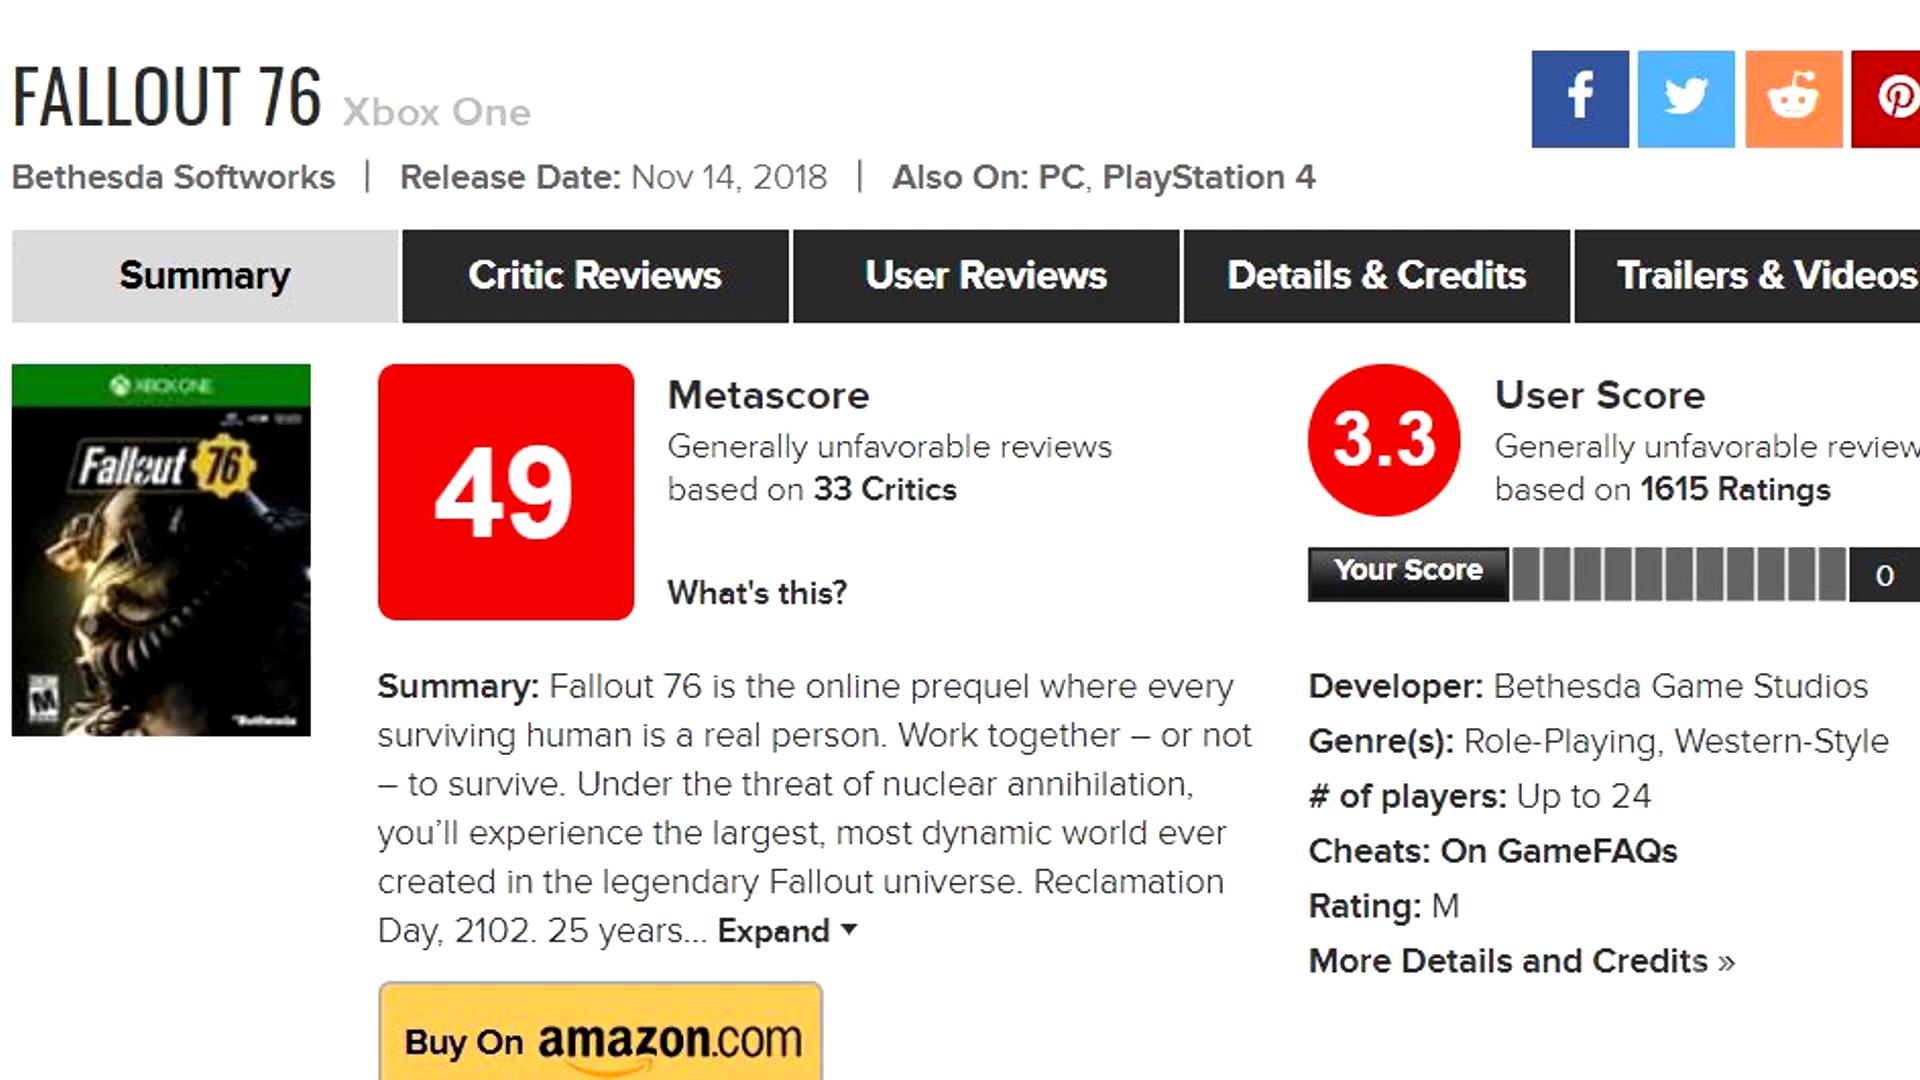 FALLOUT 76 Xbox One
Bethesda Softworks | Release Date: Nov 14, 2018 | Also On: PC, PlayStation 4
Summary
Critic Reviews
User Reviews
Details & Credits
Trailers & Videos
XBOX ONE
Fallout 76
M
Bethesda
49
Metascore
Generally unfavorable reviews
based on 33 Critics
What's this?
3.3
User Score
Generally unfavorable review
based on 1615 Ratings
Your Score
0
Summary: Fallout 76 is the online prequel where every
surviving human is a real person. Work together – or not
– to survive. Under the threat of nuclear annihilation,
you’ll experience the largest, most dynamic world ever
created in the legendary Fallout universe. Reclamation
Day, 2102. 25 years... Expand ▼
Buy On amazon.com
Developer: Bethesda Game Studios
Genre(s): Role-Playing, Western-Style
# of players: Up to 24
Cheats: On GameFAQs
Rating: M
More Details and Credits »